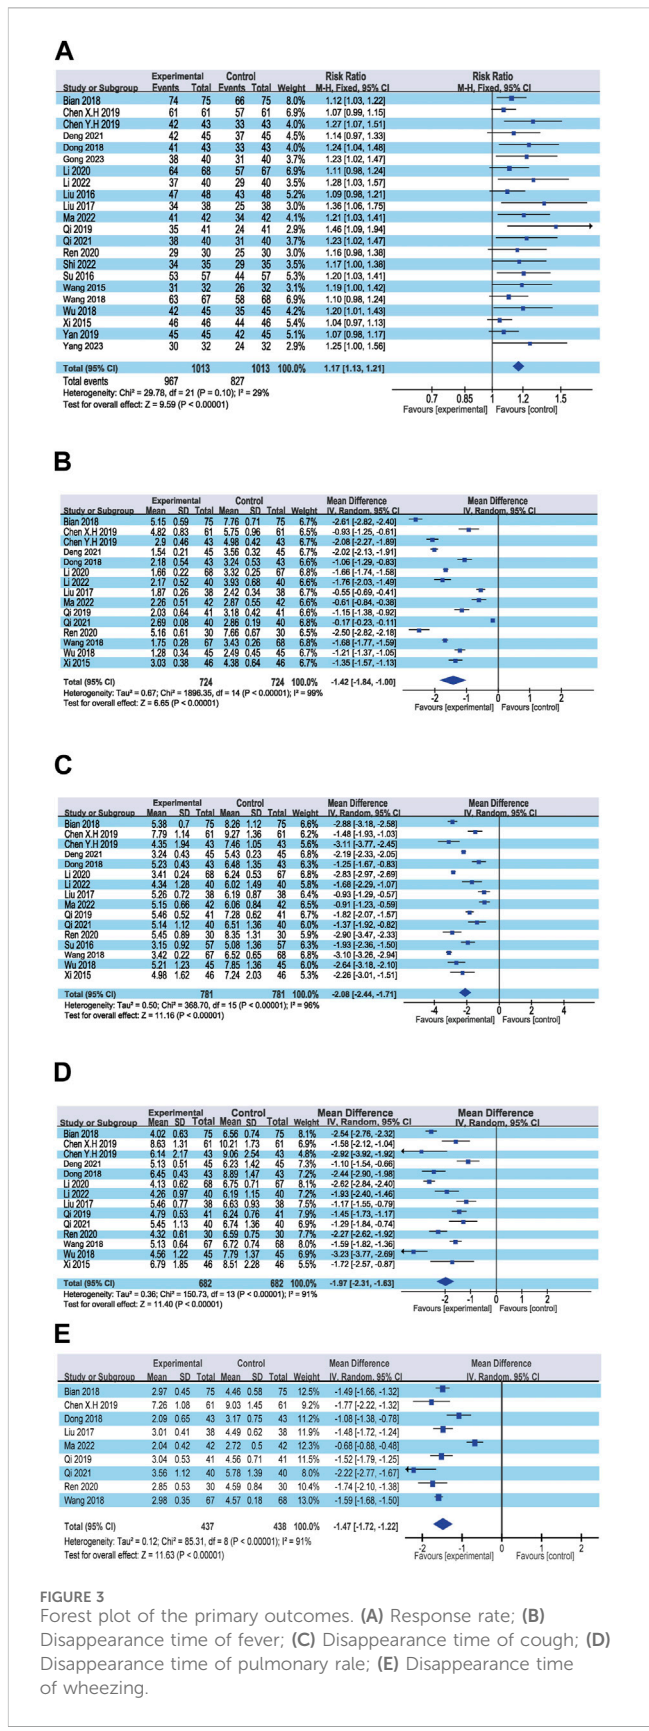 A
Experimental Control Risk Ratio Risk Ratio
Study or Subgroup Events Total Events Total Weight M-H, Fixed, 95% CI M-H, Fixed, 95% CI
Bian 2018 74 75 66 75 8.0% 1.12 [1.03, 1.22]
Chen X.H 2019 61 61 57 61 7.0% 1.07 [0.99, 1.15]
Chen Y.H 2019 42 43 33 43 4.0% 1.27 [1.07, 1.51]
Deng 2021 42 45 37 45 4.5% 1.14 [0.97, 1.33]
Dong 2018 41 43 33 43 4.0% 1.24 [1.04, 1.48]
Gong 2023 38 40 31 40 3.7% 1.23 [1.02, 1.47]
Li 2020 64 68 57 67 7.0% 1.11 [0.98, 1.24]
Li 2022 37 40 29 40 3.5% 1.28 [1.03, 1.57]
Liu 2016 47 48 43 48 5.2% 1.09 [0.98, 1.21]
Liu 2017 34 38 25 38 3.0% 1.36 [1.06, 1.75]
Ma 2022 41 42 34 42 4.1% 1.21 [1.03, 1.41]
Qi 2019 35 41 24 41 2.9% 1.46 [1.09, 1.94]
Qi 2021 38 40 31 40 3.7% 1.23 [1.02, 1.47]
Ren 2020 29 30 25 30 3.0% 1.16 [0.98, 1.38]
Shi 2022 34 35 29 35 3.5% 1.17 [1.00, 1.38]
Su 2016 53 57 44 57 5.3% 1.20 [1.03, 1.41]
Wang 2015 31 32 26 32 3.1% 1.19 [1.00, 1.42]
Wang 2018 63 67 58 68 7.0% 1.10 [0.98, 1.24]
Wu 2018 42 45 35 45 4.2% 1.20 [1.01, 1.43]
Xi 2015 46 46 44 46 5.4% 1.04 [0.97, 1.13]
Yan 2019 45 45 42 45 5.1% 1.07 [0.98, 1.17]
Yang 2023 30 32 24 32 2.9% 1.25 [1.00, 1.56]
Total (95% CI) 1013 1013 100.0% 1.17 [1.13, 1.21]
Total events 967 827
Heterogeneity: Chi² = 29.78, df = 21 (P = 0.10); I² = 29%
Test for overall effect: Z = 9.59 (P < 0.00001)
0.7 0.85 1 1.2 1.5
Favours [experimental] Favours [control]
B
Experimental Control Mean Difference Mean Difference
Study or Subgroup Mean SD Total Mean SD Total Weight IV, Random, 95% CI IV, Random, 95% CI
Bian 2018 5.15 0.59 75 7.76 0.71 75 6.7% -2.61 [-2.82, -2.40]
Chen X.H 2019 4.82 0.83 61 5.75 0.96 61 6.6% -0.93 [-1.25, -0.61]
Chen Y.H 2019 2.9 0.46 43 4.98 0.42 43 6.7% -2.08 [-2.27, -1.89]
Deng 2021 1.54 0.21 45 3.56 0.32 45 6.7% -2.02 [-2.13, -1.91]
Dong 2018 2.18 0.54 43 3.24 0.53 43 6.7% -1.06 [-1.29, -0.83]
Li 2020 1.66 0.22 68 3.32 0.25 67 6.8% -1.66 [-1.74, -1.58]
Li 2022 2.17 0.52 40 3.93 0.68 40 6.6% -1.76 [-2.03, -1.49]
Liu 2017 1.87 0.26 38 2.42 0.34 38 6.7% -0.55 [-0.69, -0.41]
Ma 2022 2.26 0.51 42 2.87 0.55 42 6.7% -0.61 [-0.84, -0.38]
Qi 2019 2.03 0.64 41 3.18 0.42 41 6.7% -1.15 [-1.38, -0.92]
Qi 2021 2.69 0.08 40 2.86 0.19 40 6.8% -0.17 [-0.23, -0.11]
Ren 2020 5.16 0.61 30 7.66 0.67 30 6.6% -2.50 [-2.82, -2.18]
Wang 2018 1.75 0.28 67 3.43 0.26 68 6.8% -1.68 [-1.77, -1.59]
Wu 2018 1.28 0.34 45 2.49 0.45 45 6.7% -1.21 [-1.37, -1.05]
Xi 2015 3.03 0.38 46 4.38 0.64 46 6.7% -1.35 [-1.57, -1.13]
Total (95% CI) 724 724 100.0% -1.42 [-1.84, -1.00]
Heterogeneity: Tau² = 0.67; Chi² = 1896.35, df = 14 (P < 0.00001); I² = 99%
Test for overall effect: Z = 6.65 (P < 0.00001)
-2 -1 0 1 2
Favours [experimental] Favours [control]
C
Experimental Control Mean Difference Mean Difference
Study or Subgroup Mean SD Total Mean SD Total Weight IV, Random, 95% CI IV, Random, 95% CI
Bian 2018 5.38 0.7 75 8.26 1.12 75 6.6% -2.88 [-3.18, -2.58]
Chen X.H 2019 7.79 1.14 61 9.27 1.36 61 6.2% -1.48 [-1.93, -1.03]
Chen Y.H 2019 4.35 1.94 43 7.46 1.05 43 5.5% -3.11 [-3.77, -2.45]
Deng 2021 3.24 0.43 45 5.43 0.23 45 6.8% -2.19 [-2.33, -2.05]
Dong 2018 5.23 0.43 43 6.48 1.35 43 6.3% -1.25 [-1.67, -0.83]
Li 2020 3.41 0.24 68 6.24 0.53 67 6.8% -2.83 [-2.97, -2.69]
Li 2022 4.34 1.28 40 6.02 1.49 40 5.6% -1.68 [-2.29, -1.07]
Liu 2017 5.26 0.72 38 6.19 0.87 38 6.4% -0.93 [-1.29, -0.57]
Ma 2022 5.15 0.66 42 6.06 0.84 42 6.5% -0.91 [-1.23, -0.59]
Qi 2019 5.46 0.52 41 7.28 0.62 41 6.6% -1.82 [-2.07, -1.57]
Qi 2021 5.14 1.12 40 6.51 1.36 40 5.8% -1.37 [-1.92, -0.82]
Ren 2020 5.45 0.89 30 8.35 1.31 30 5.8% -2.90 [-3.47, -2.33]
Su 2016 3.15 0.92 57 5.08 1.36 57 6.2% -1.93 [-2.36, -1.50]
Wang 2018 3.42 0.22 67 6.52 0.65 68 6.8% -3.10 [-3.26, -2.94]
Wu 2018 5.21 1.23 45 7.85 1.36 45 5.9% -2.64 [-3.18, -2.10]
Xi 2015 4.98 1.62 46 7.24 2.03 46 5.2% -2.26 [-3.01, -1.51]
Total (95% CI) 781 781 100.0% -2.08 [-2.44, -1.71]
Heterogeneity: Tau² = 0.50; Chi² = 368.70, df = 15 (P < 0.00001); I² = 96%
Test for overall effect: Z = 11.16 (P < 0.00001)
-4 -2 0 2 4
Favours [experimental] Favours [control]
D
Experimental Control Mean Difference Mean Difference
Study or Subgroup Mean SD Total Mean SD Total Weight IV, Random, 95% CI IV, Random, 95% CI
Bian 2018 4.02 0.63 75 6.56 0.74 75 8.1% -2.54 [-2.76, -2.32]
Chen X.H 2019 8.63 1.31 61 10.21 1.73 61 6.9% -1.58 [-2.12, -1.04]
Chen Y.H 2019 6.14 2.17 43 9.06 2.54 43 4.9% -2.92 [-3.92, -1.92]
Deng 2021 5.13 0.51 45 6.23 1.42 45 7.3% -1.10 [-1.54, -0.66]
Dong 2018 6.45 0.43 43 8.89 1.47 43 7.2% -2.44 [-2.90, -1.98]
Li 2020 4.13 0.62 68 6.75 0.71 67 8.1% -2.62 [-2.84, -2.40]
Li 2022 4.26 0.97 40 6.19 1.15 40 7.2% -1.93 [-2.40, -1.46]
Liu 2017 5.46 0.77 38 6.63 0.93 38 7.6% -1.17 [-1.55, -0.79]
Qi 2019 4.79 0.53 41 6.24 0.76 41 8.0% -1.45 [-1.73, -1.17]
Qi 2021 5.45 1.13 40 6.74 1.36 40 6.8% -1.29 [-1.84, -0.74]
Ren 2020 4.32 0.61 30 6.59 0.75 30 7.7% -2.27 [-2.62, -1.92]
Wang 2018 5.13 0.64 67 6.72 0.74 68 8.1% -1.59 [-1.82, -1.36]
Wu 2018 4.56 1.22 45 7.79 1.37 45 6.9% -3.23 [-3.77, -2.69]
Xi 2015 6.79 1.85 46 8.51 2.28 46 5.5% -1.72 [-2.57, -0.87]
Total (95% CI) 682 682 100.0% -1.97 [-2.31, -1.63]
Heterogeneity: Tau² = 0.36; Chi² = 150.73, df = 13 (P < 0.00001); I² = 91%
Test for overall effect: Z = 11.40 (P < 0.00001)
-2 -1 0 1 2
Favours [experimental] Favours [control]
E
Experimental Control Mean Difference Mean Difference
Study or Subgroup Mean SD Total Mean SD Total Weight IV, Random, 95% CI IV, Random, 95% CI
Bian 2018 2.97 0.45 75 4.46 0.58 75 12.5% -1.49 [-1.66, -1.32]
Chen X.H 2019 7.26 1.08 61 9.03 1.45 61 9.2% -1.77 [-2.22, -1.32]
Dong 2018 2.09 0.65 43 3.17 0.75 43 11.2% -1.08 [-1.38, -0.78]
Liu 2017 3.01 0.41 38 4.49 0.62 38 11.9% -1.48 [-1.72, -1.24]
Ma 2022 2.04 0.42 42 2.72 0.5 42 12.3% -0.68 [-0.88, -0.48]
Qi 2019 3.04 0.53 41 4.56 0.71 41 11.5% -1.52 [-1.79, -1.25]
Qi 2021 3.56 1.12 40 5.78 1.39 40 8.0% -2.22 [-2.77, -1.67]
Ren 2020 2.85 0.53 30 4.59 0.84 30 10.4% -1.74 [-2.10, -1.38]
Wang 2018 2.98 0.35 67 4.57 0.18 68 13.0% -1.59 [-1.68, -1.50]
Total (95% CI) 437 438 100.0% -1.47 [-1.72, -1.22]
Heterogeneity: Tau² = 0.12; Chi² = 85.31, df = 8 (P < 0.00001); I² = 91%
Test for overall effect: Z = 11.63 (P < 0.00001)
-2 -1 0 1 2
Favours [experimental] Favours [control]
FIGURE 3
Forest plot of the primary outcomes. (A) Response rate; (B)
Disappearance time of fever; (C) Disappearance time of cough; (D)
Disappearance time of pulmonary rale; (E) Disappearance time
of wheezing.